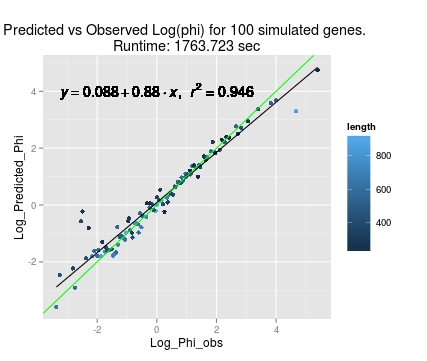 Predicted vs Observed Log(phi) for 100 simulated genes.
Runtime: 1763.723 sec
y = 0.088 + 0.88 · x, r² = 0.946
Log_Predicted_Phi
4
2
0
-2
-2
0
2
4
Log_Phi_obs
length
800
600
400